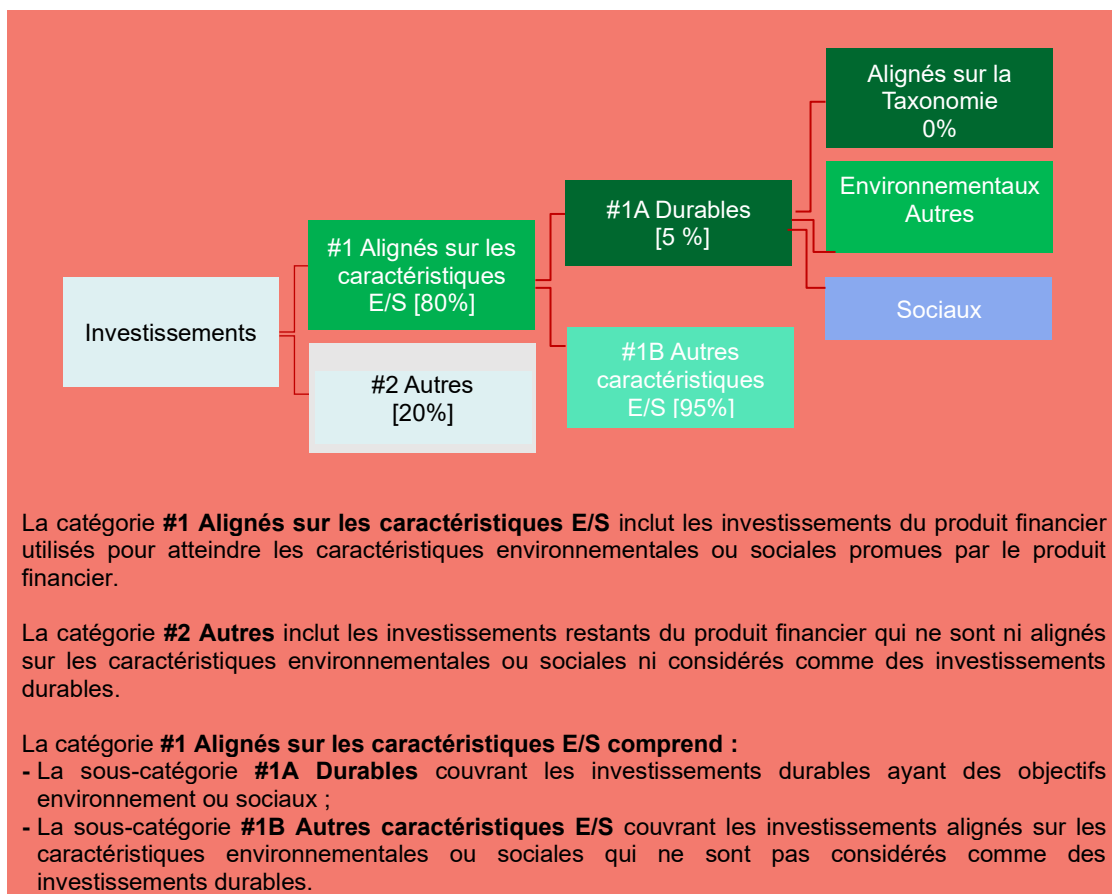 Alignés sur la
Taxonomie
0%
Environnementaux
Autres
#1A Durables
[5 %]
#1 Alignés sur les
caractéristiques
E/S [80%]
Sociaux
Investissements
#1B Autres
caractéristiques
E/S [95%]
#2 Autres
[20%]
La catégorie #1 Alignés sur les caractéristiques E/S inclut les investissements du produit financier
utilisés pour atteindre les caractéristiques environnementales ou sociales promues par le produit
financier.
La catégorie #2 Autres inclut les investissements restants du produit financier qui ne sont ni alignés
sur les caractéristiques environnementales ou sociales ni considérés comme des investissements
durables.
La catégorie #1 Alignés sur les caractéristiques E/S comprend :
- La sous-catégorie #1A Durables couvrant les investissements durables ayant des objectifs
environnement ou sociaux ;
- La sous-catégorie #1B Autres caractéristiques E/S couvrant les investissements alignés sur les
caractéristiques environnementales ou sociales qui ne sont pas considérés comme des
investissements durables.